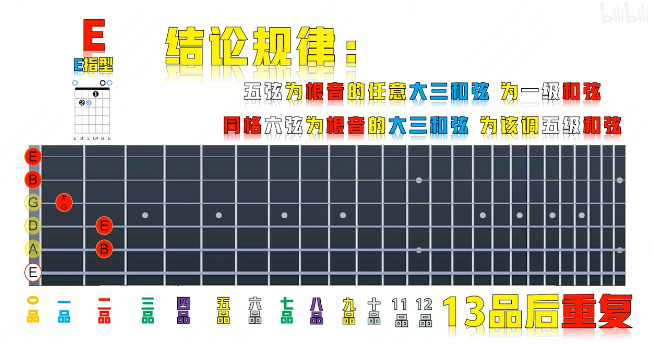 bilibili
E
E指型
结论规律：
五弦为根音的任意大三和弦 为一级和弦
同格六弦为根音的大三和弦 为该调五级和弦
E
B
G #G
D E
A B
E
0品 一品 二品 三品 四品 五品 六品 七品 八品 九品 十品 11品 12品 13品后重复